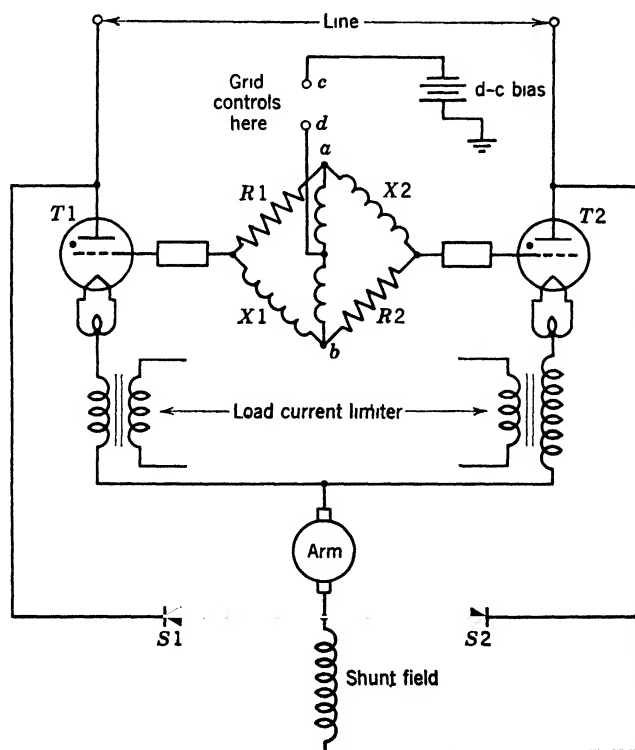 Line
Grid
controls
here
c
d
d-c bias
a
R1
X2
T1
T2
X1
R2
b
Load current limiter
Arm
S1
S2
Shunt field